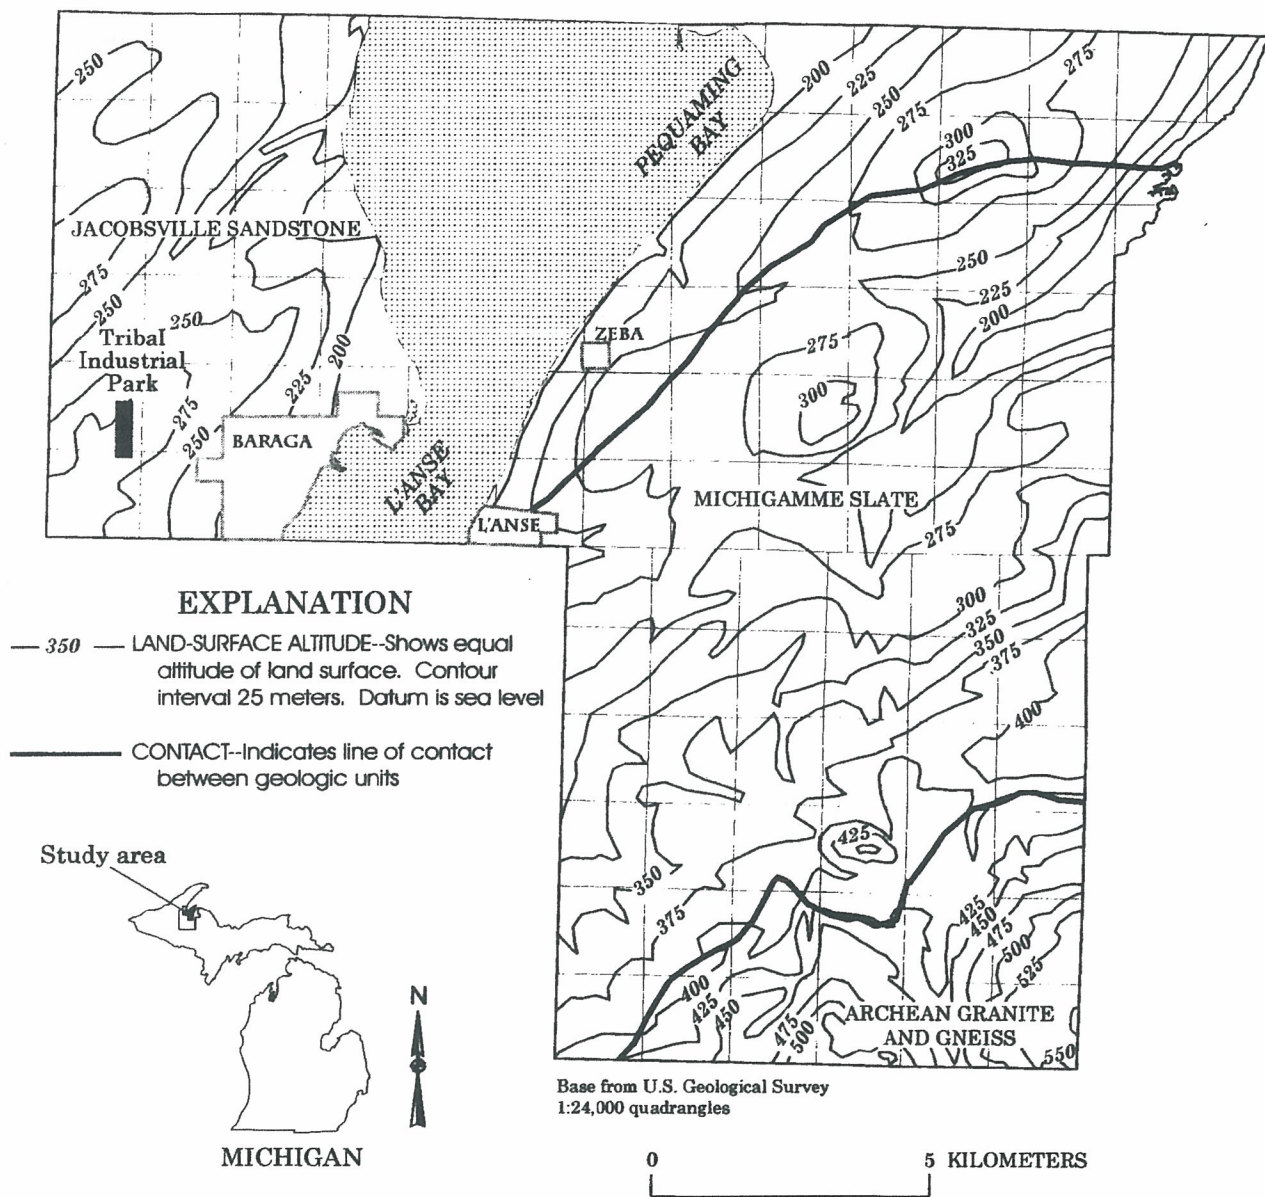 250
200
225
250
275
275
PEQUAMING
BAY
300
325
JACOBSVILLE SANDSTONE
275
250
250
225
200
250
Tribal
Industrial
Park
200
225
275
250
BARAGA
ZEBA
275
300
L'ANSE
BAY
L'ANSE
MICHIGAMME SLATE
275
300
325
350
375
400
425
350
375
400
425
450
475
500
425
450
475
500
525
550
ARCHEAN GRANITE
AND GNEISS
EXPLANATION
350 LAND-SURFACE ALTITUDE--Shows equal
altitude of land surface. Contour
interval 25 meters. Datum is sea level
CONTACT--Indicates line of contact
between geologic units
Study area
N
MICHIGAN
Base from U.S. Geological Survey
1:24,000 quadrangles
0 5 KILOMETERS